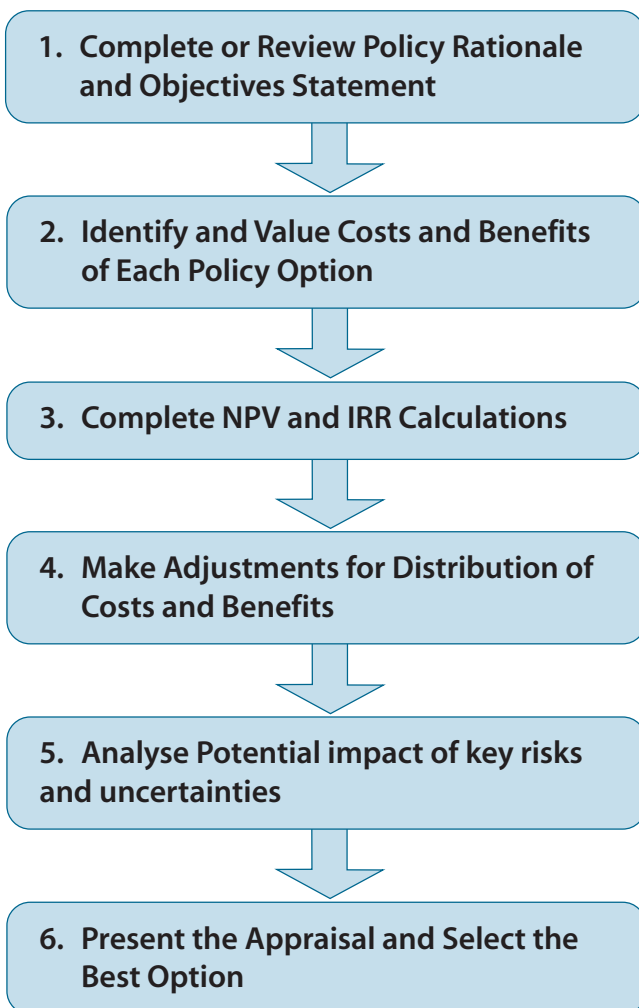 1. Complete or Review Policy Rationale
and Objectives Statement
2. Identify and Value Costs and Benefits
of Each Policy Option
3. Complete NPV and IRR Calculations
4. Make Adjustments for Distribution of
Costs and Benefits
5. Analyse Potential impact of key risks
and uncertainties
6. Present the Appraisal and Select the
Best Option